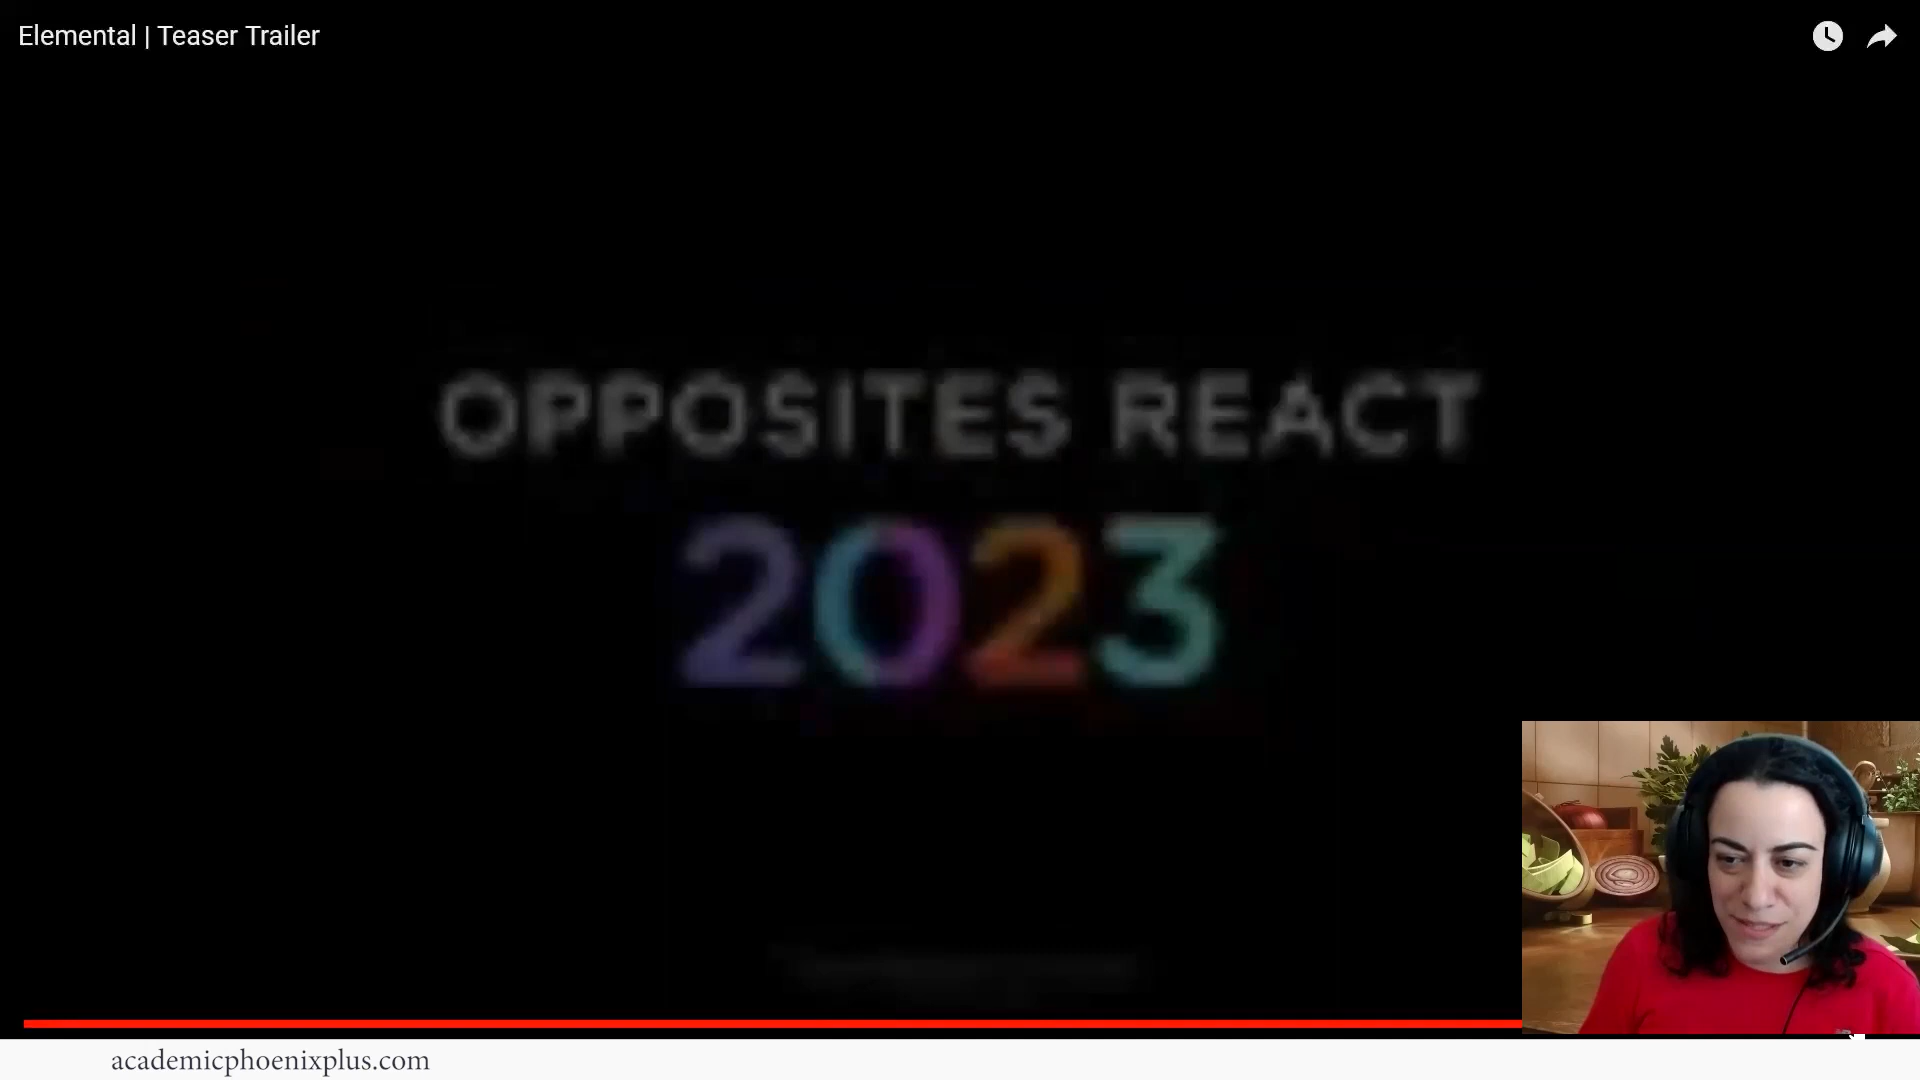 Elemental | Teaser Trailer
OPPOSITES REACT
2023
academicphoenixplus.com